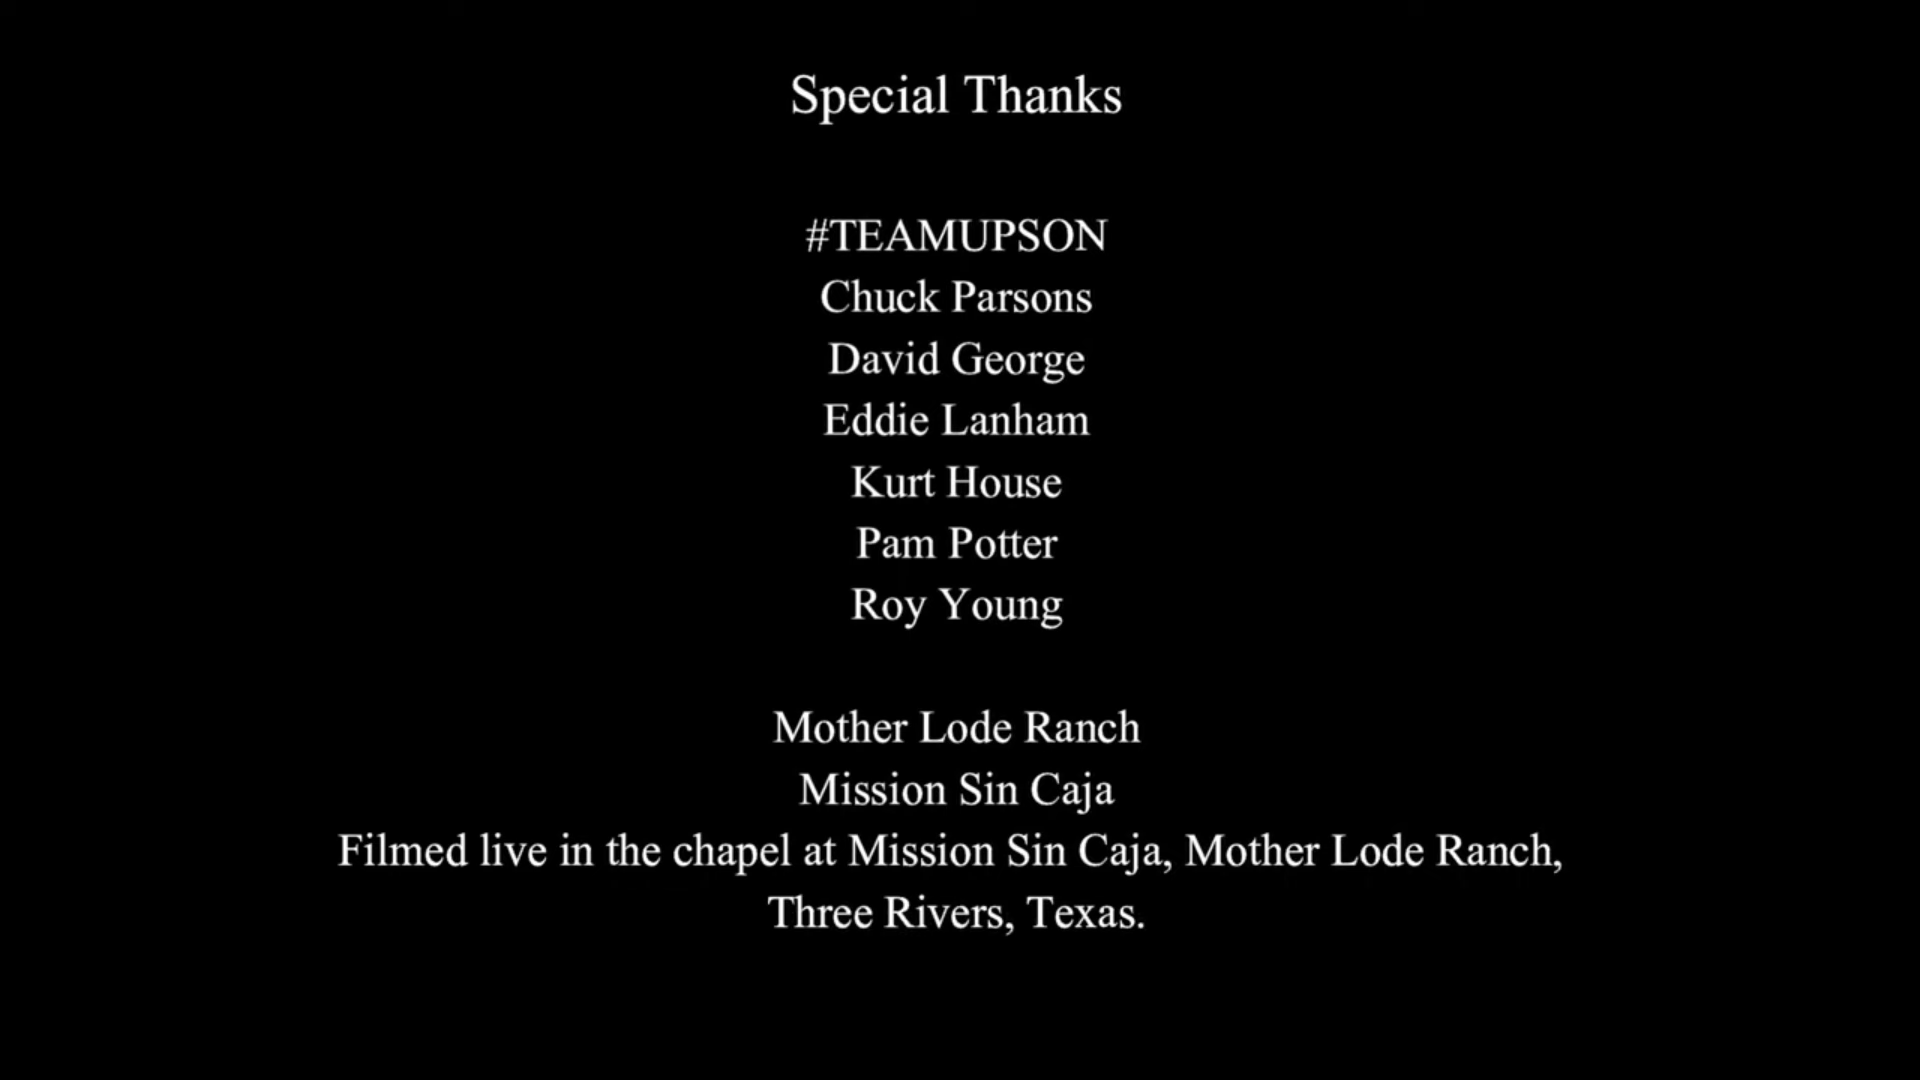 Special Thanks
#TEAMUPSON
Chuck Parsons
David George
Eddie Lanham
Kurt House
Pam Potter
Roy Young
Mother Lode Ranch
Mission Sin Caja
Filmed live in the chapel at Mission Sin Caja, Mother Lode Ranch,
Three Rivers, Texas.